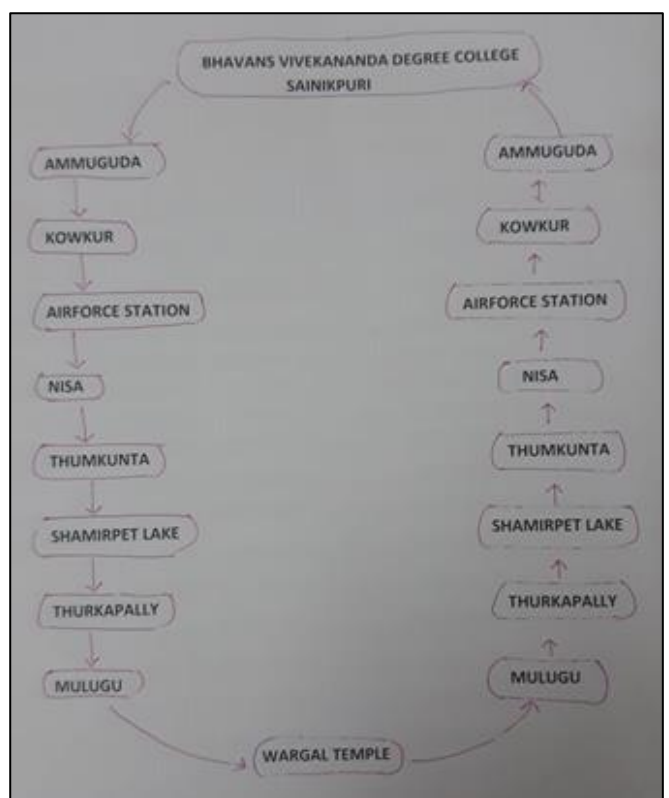 BHAVANS VIVEKANANDA DEGREE COLLEGE
SAINIKPURI
AMMUGUDA
KOWKUR
AIRFORCE STATION
NISA
THUMKUNTA
SHAMIRPET LAKE
THURKAPALLY
MULUGU
WARGAL TEMPLE
MULUGU
THURKAPALLY
SHAMIRPET LAKE
THUMKUNTA
NISA
AIRFORCE STATION
KOWKUR
AMMUGUDA